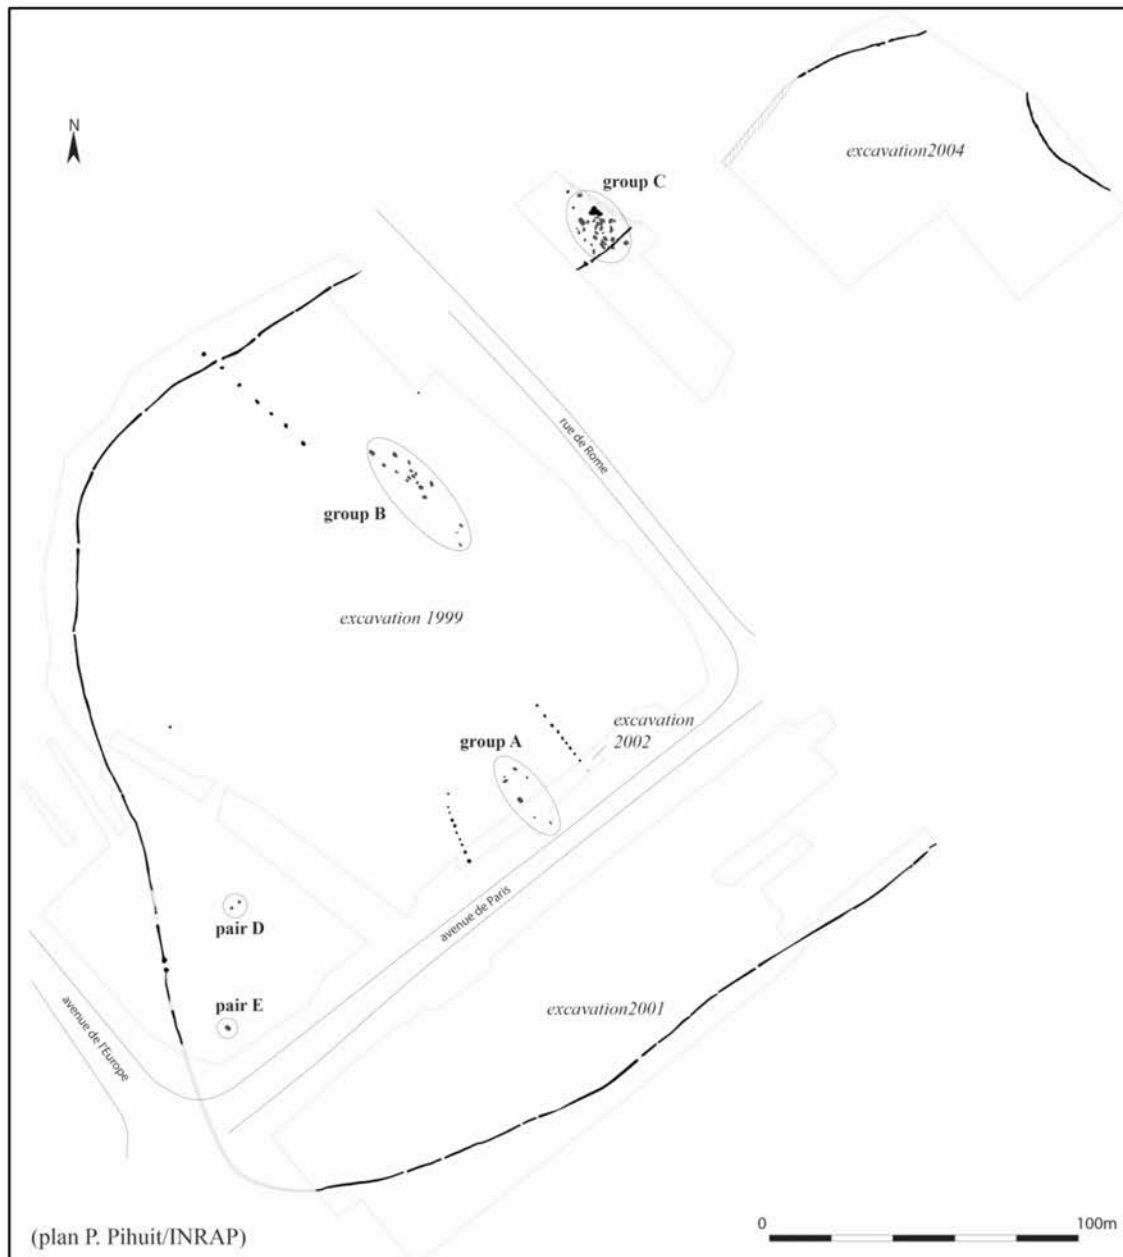 N
excavation2004
group C
rue de Rome
group B
excavation 1999
excavation
2002
group A
avenue de Paris
pair D
pair E
avenue de l'Europe
excavation2001
(plan P. Pihuit/INRAP)
0
100m